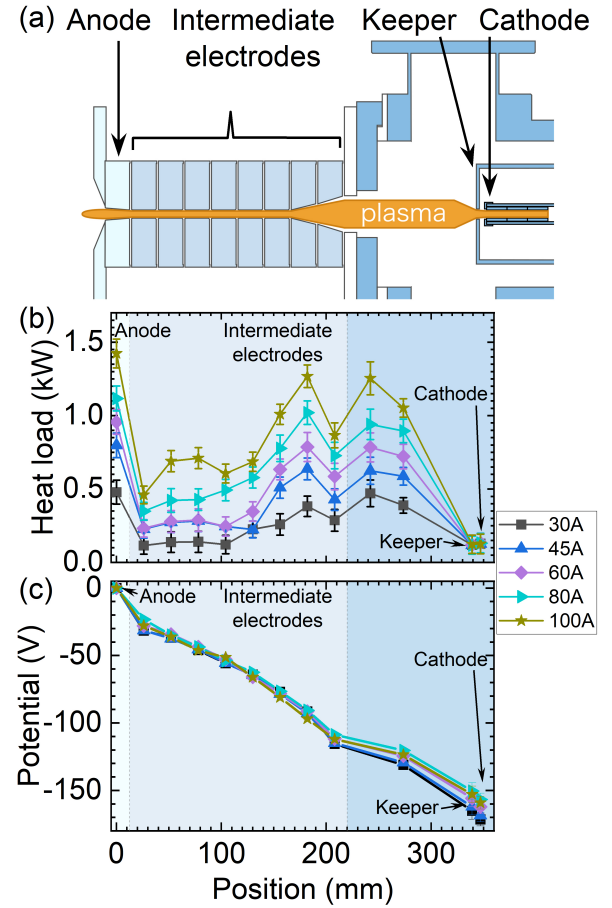 (a)
Anode
Intermediate
electrodes
Keeper
Cathode
plasma
(b)
Anode
Intermediate
electrodes
Cathode
Keeper
1.5
1.0
0.5
0.0
Heat load (kW)
30A
45A
60A
80A
100A
(c)
Anode
Intermediate
electrodes
Cathode
Keeper
0
-50
-100
-150
Potential (V)
0
100
200
300
Position (mm)